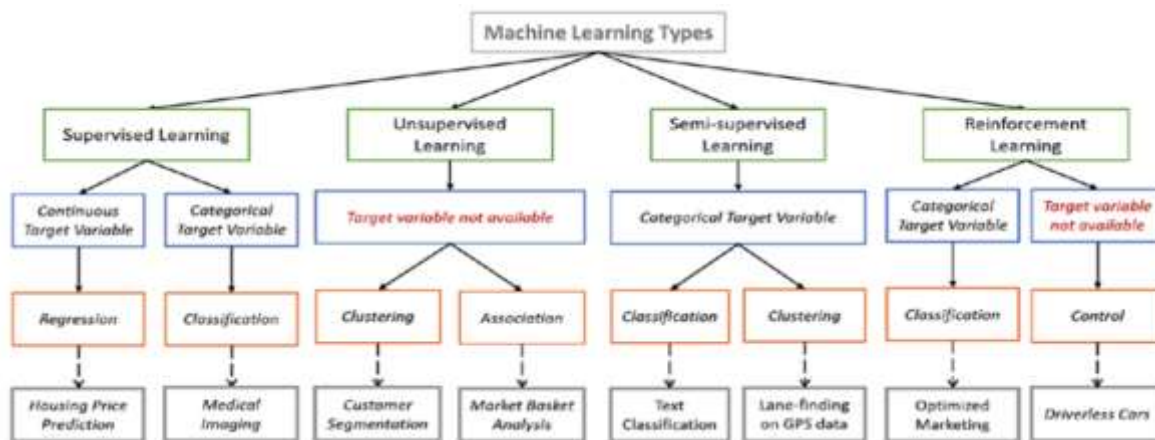 Machine Learning Types
Supervised Learning
Unsupervised
Learning
Semi-supervised
Learning
Reinforcement
Learning
Continuous
Target Variable
Categorical
Target Variable
Target variable not available
Categorical Target Variable
Categorical
Target Variable
Target variable
not available
Regression
Classification
Clustering
Association
Classification
Clustering
Classification
Control
Housing Price
Prediction
Medical
Imaging
Customer
Segmentation
Market Basket
Analysis
Text
Classification
Lane-finding
on GPS data
Optimized
Marketing
Driverless Cars